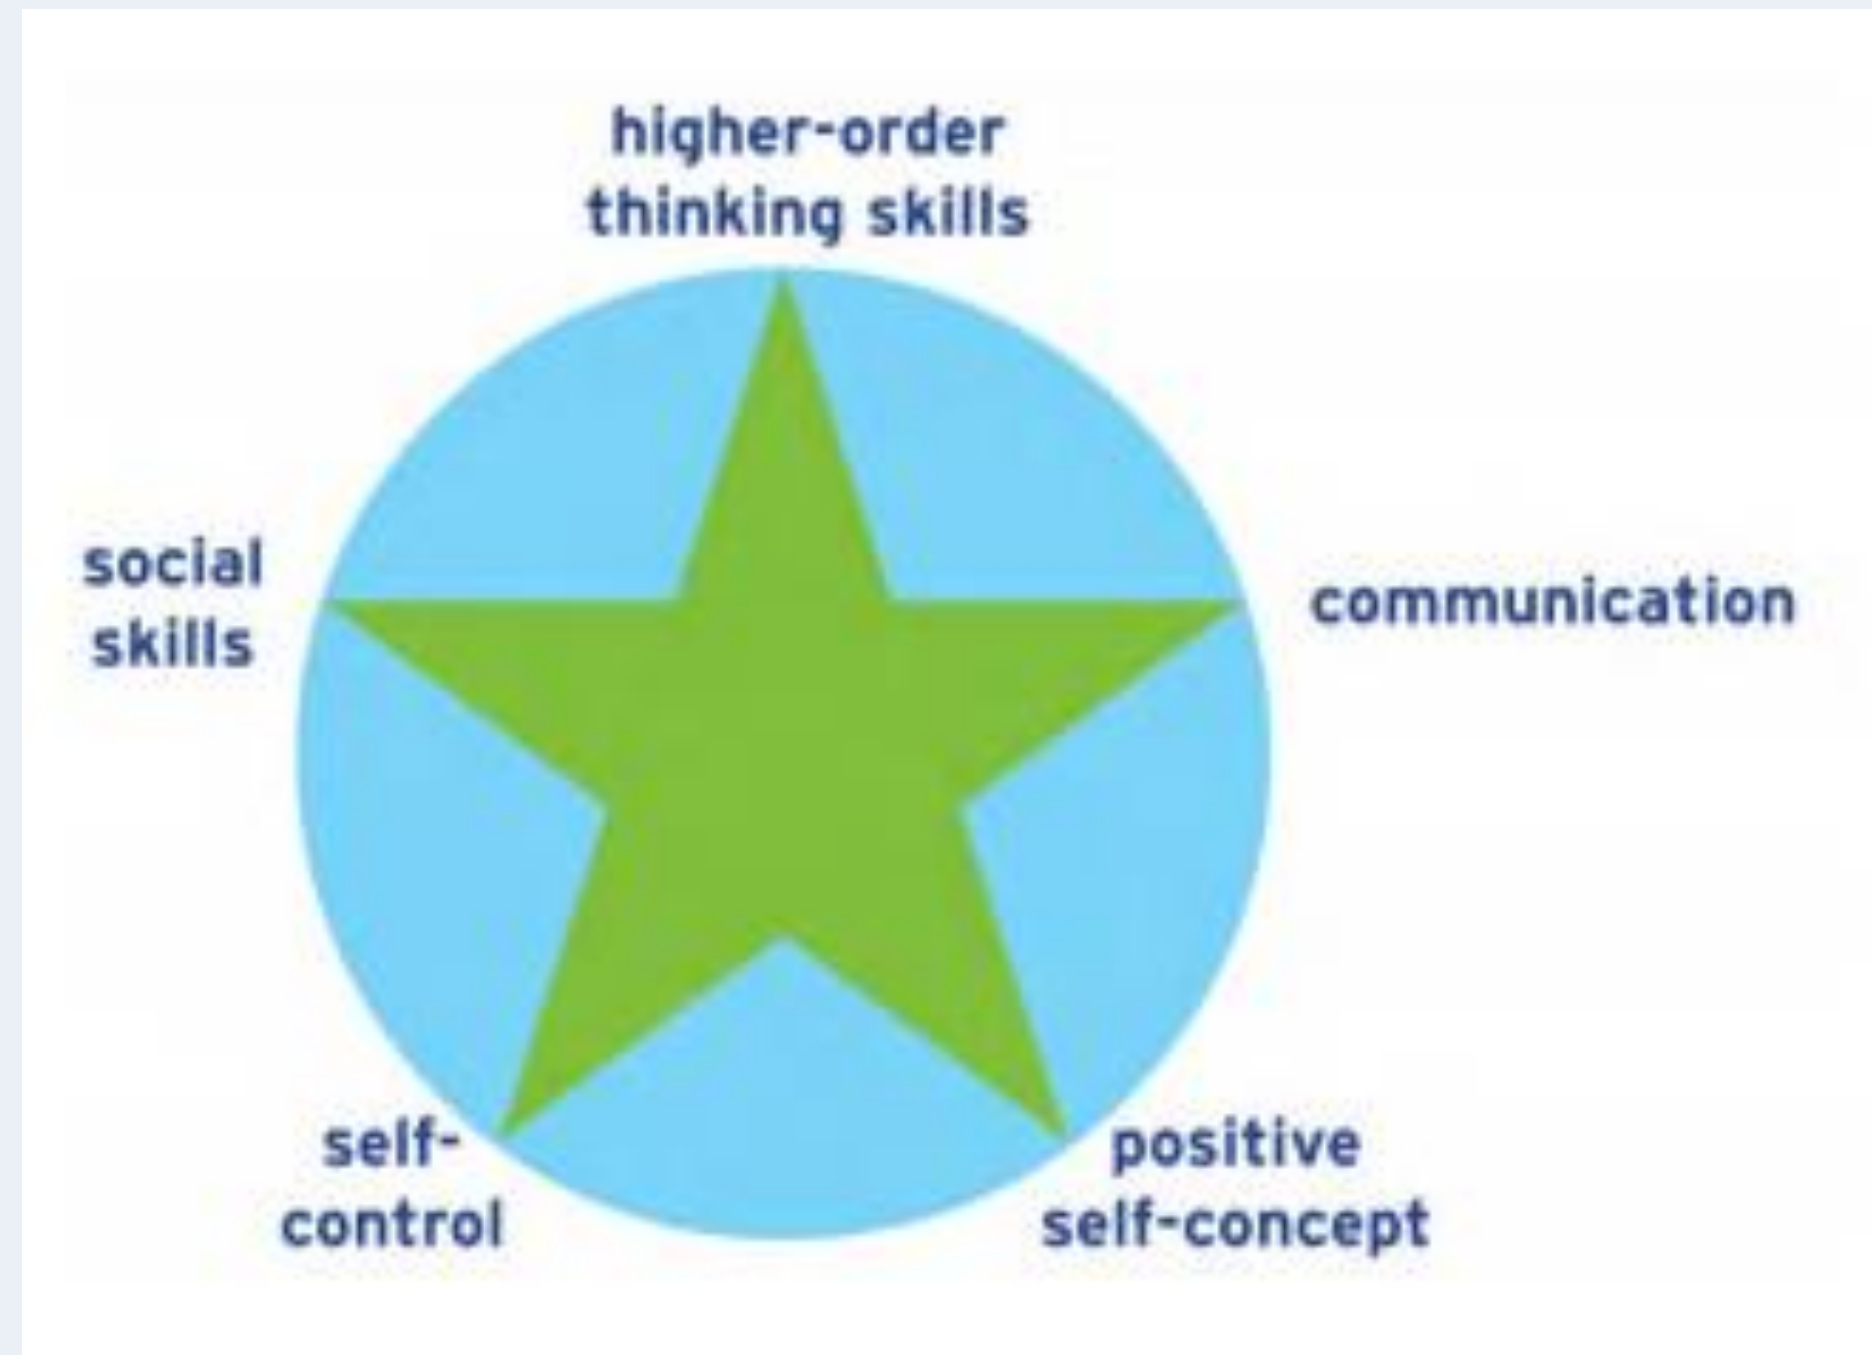 higher-order
thinking skills
social
skills
communication
self-
control
positive
self-concept